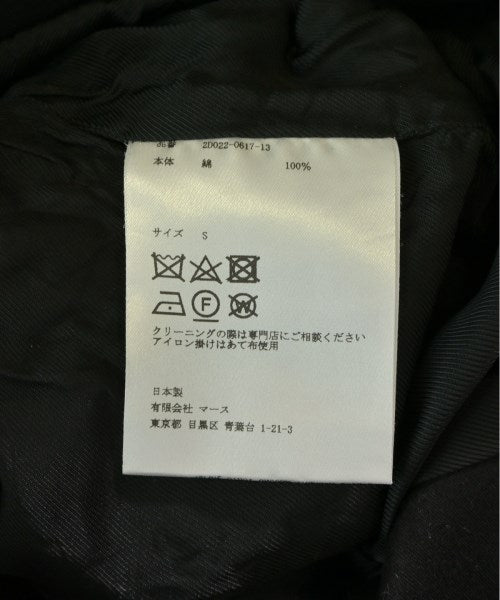 品番 2D022-0617-13
本体 綿 100%
サイズ S
F W
クリーニングの際は専門店にご相談ください
アイロン掛けはあて布使用
日本製
有限会社 マース
東京都 目黒区 青葉台 1-21-3